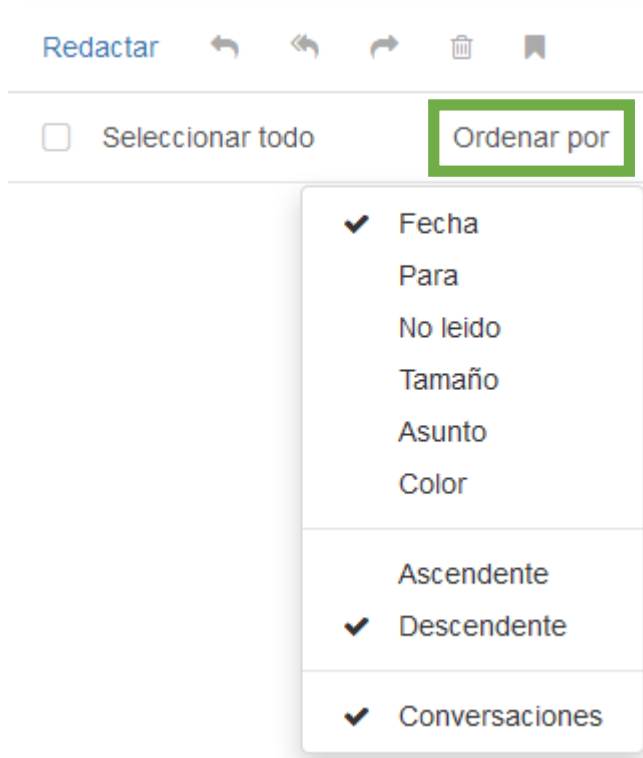 Redactar
Seleccionar todo Ordenar por
Fecha
Para
No leido
Tamaño
Asunto
Color
Ascendente
Descendente
Conversaciones